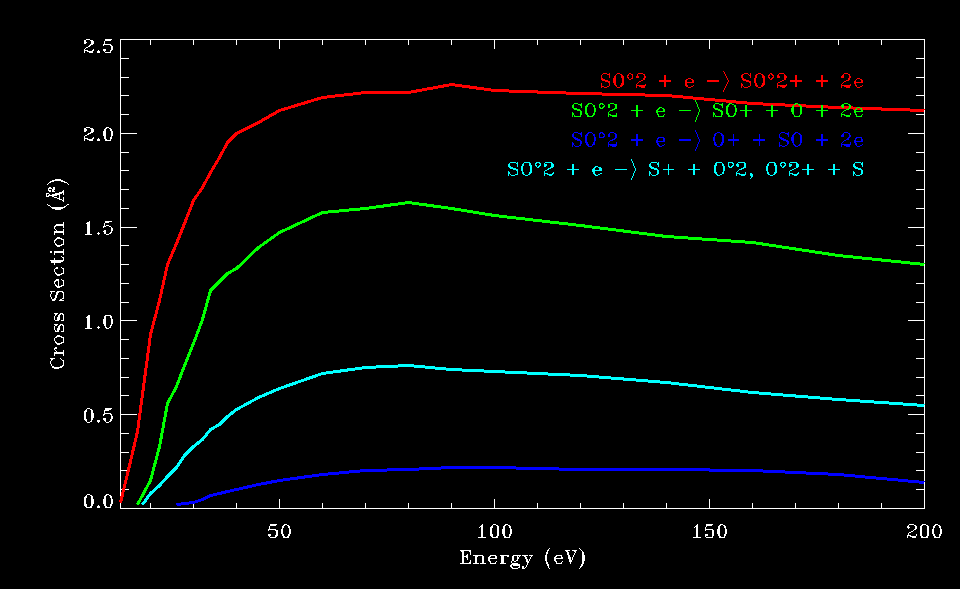 2.5
2.0
1.5
1.0
0.5
0.0
Cross Section (Å²)
SO°2 + e -> SO°2+ + 2e
SO°2 + e -> SO+ + O + 2e
SO°2 + e -> O+ + SO + 2e
SO°2 + e -> S+ + O°2, O°2+ + S
50 100 150 200
Energy (eV)